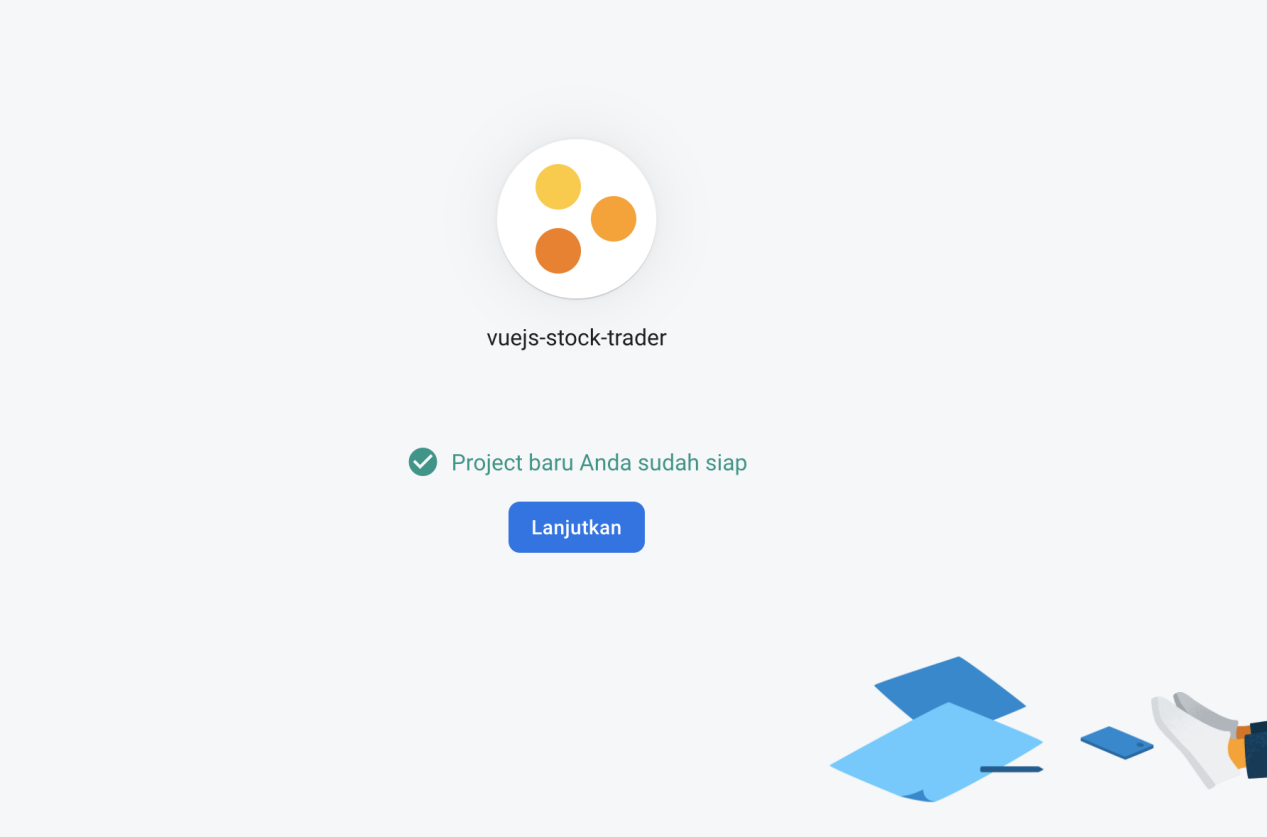 vuejs-stock-trader
Project baru Anda sudah siap
Lanjutkan